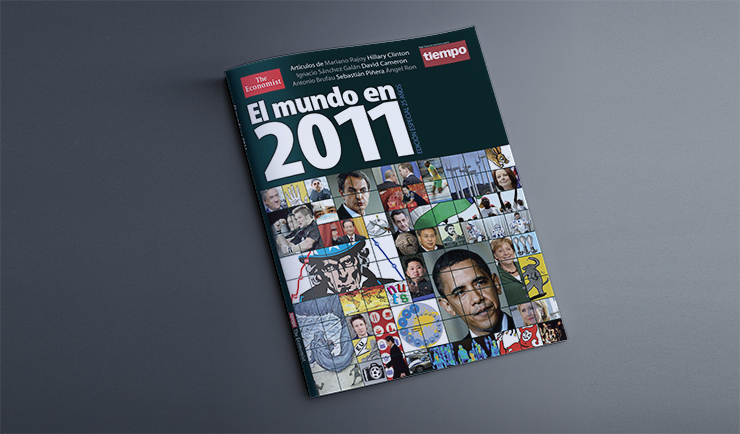 The
Economist
Artículos de Mariano Rajoy Hillary Clinton
Ignacio Sánchez Galán David Cameron
Antonio Brufau Sebastián Piñera Ángel Ron
tiempo
El mundo en
2011
EDICIÓN ESPECIAL 25 AÑOS
EU